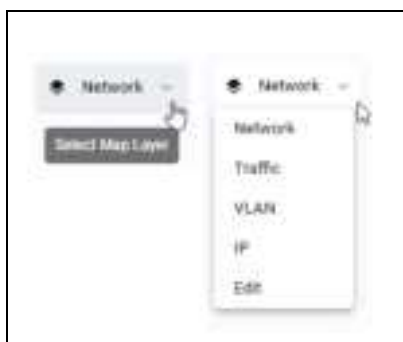 Network
Select Map Layer
Network
Network
Traffic
VLAN
IP
Edit